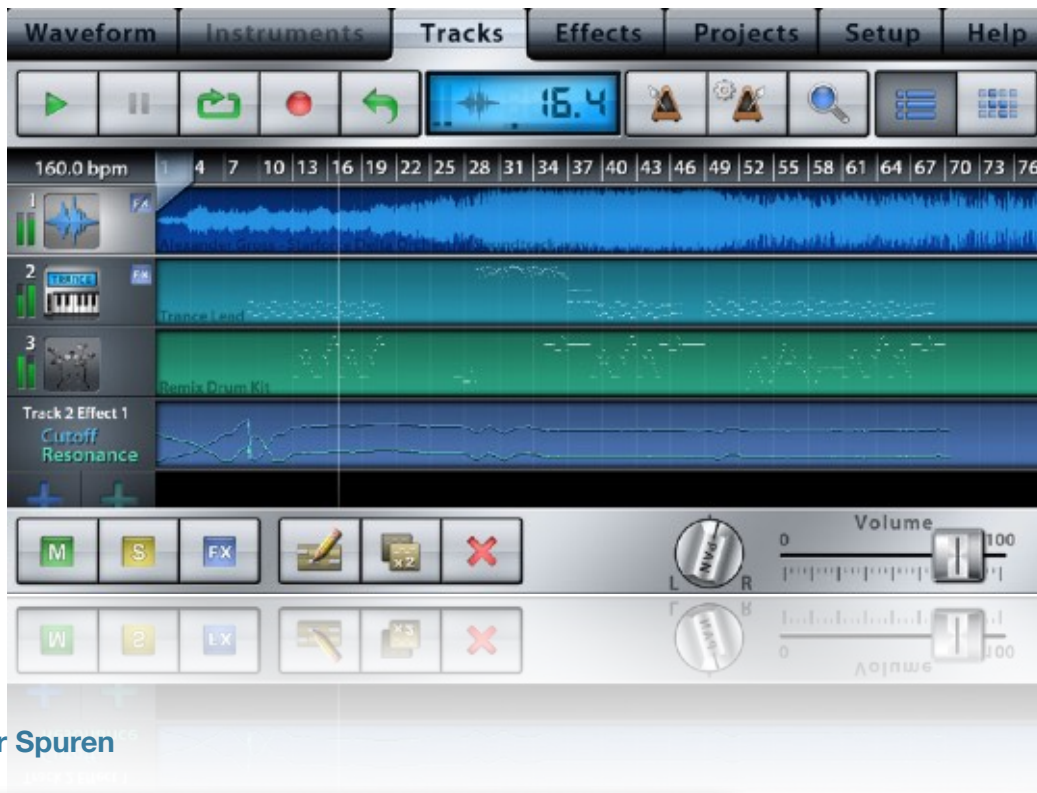 Waveform Instruments Tracks Effects Projects Setup Help
16.4
160.0 bpm 1 4 7 10 13 16 19 22 25 28 31 34 37 40 43 46 49 52 55 58 61 64 67 70 73 76
1 FX
2 TRANCE FX
Trance Lead
3
Remix Drum Kit
Track 2 Effect 1
Cutoff
Resonance
M S FX x2
PAN
L R
Volume
0 100
r Spuren